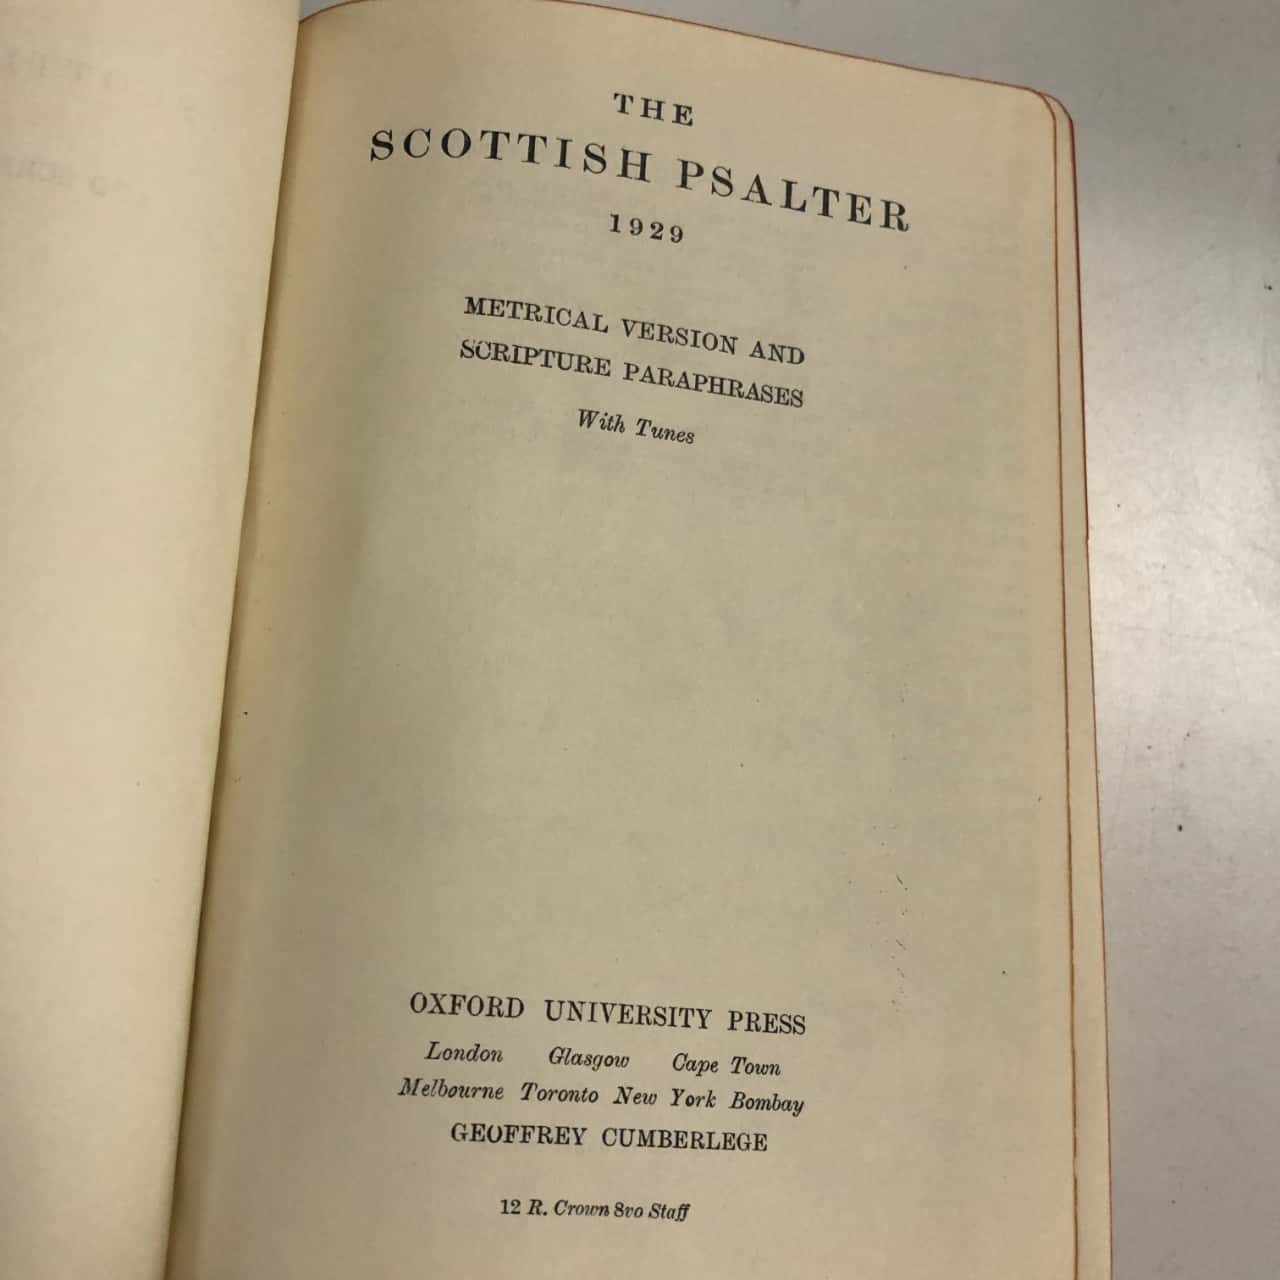 THE
SCOTTISH PSALTER
1929
METRICAL VERSION AND
SCRIPTURE PARAPHRASES
With Tunes
OXFORD UNIVERSITY PRESS
London Glasgow Cape Town
Melbourne Toronto New York Bombay
GEOFFREY CUMBERLEGE
12 R. Crown 8vo Staff